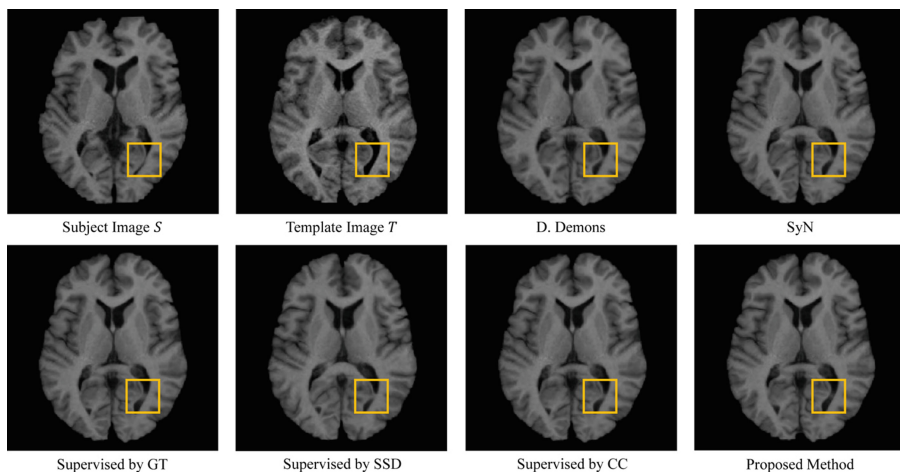 Subject Image S
Template Image T
D. Demons
SyN
Supervised by GT
Supervised by SSD
Supervised by CC
Proposed Method